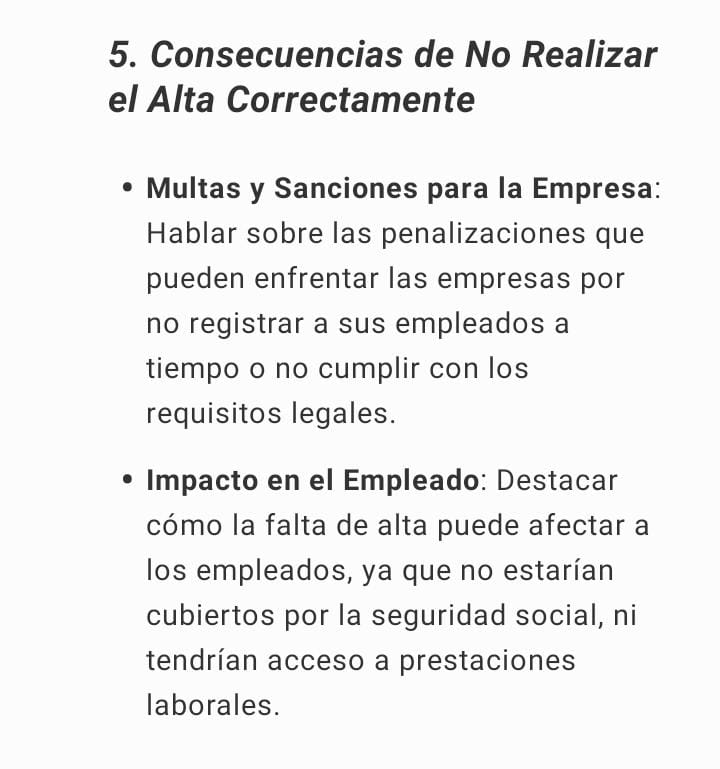 5. Consecuencias de No Realizar
el Alta Correctamente
• Multas y Sanciones para la Empresa:
Hablar sobre las penalizaciones que
pueden enfrentar las empresas por
no registrar a sus empleados a
tiempo o no cumplir con los
requisitos legales.
• Impacto en el Empleado: Destacar
cómo la falta de alta puede afectar a
los empleados, ya que no estarían
cubiertos por la seguridad social, ni
tendrían acceso a prestaciones
laborales.